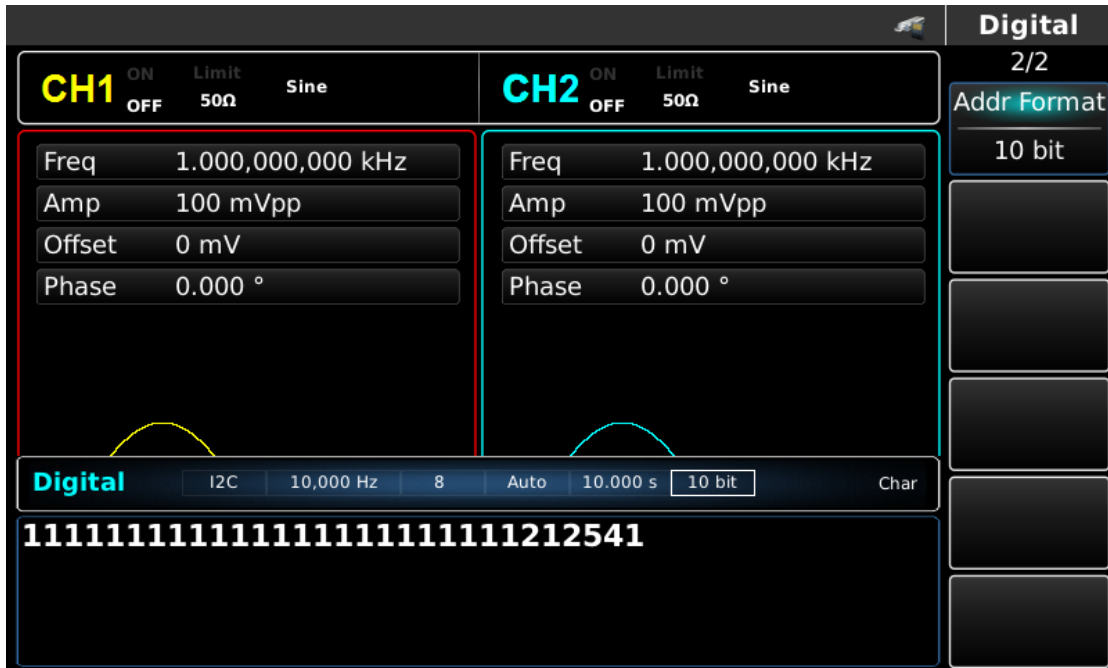 Digital
2/2
Addr Format
10 bit
CH1 ON OFF Limit 50Ω Sine
CH2 ON OFF Limit 50Ω Sine
Freq 1.000,000,000 kHz
Amp 100 mVpp
Offset 0 mV
Phase 0.000 °
Freq 1.000,000,000 kHz
Amp 100 mVpp
Offset 0 mV
Phase 0.000 °
Digital I2C 10,000 Hz 8 Auto 10.000 s 10 bit Char
1111111111111111111111111212541